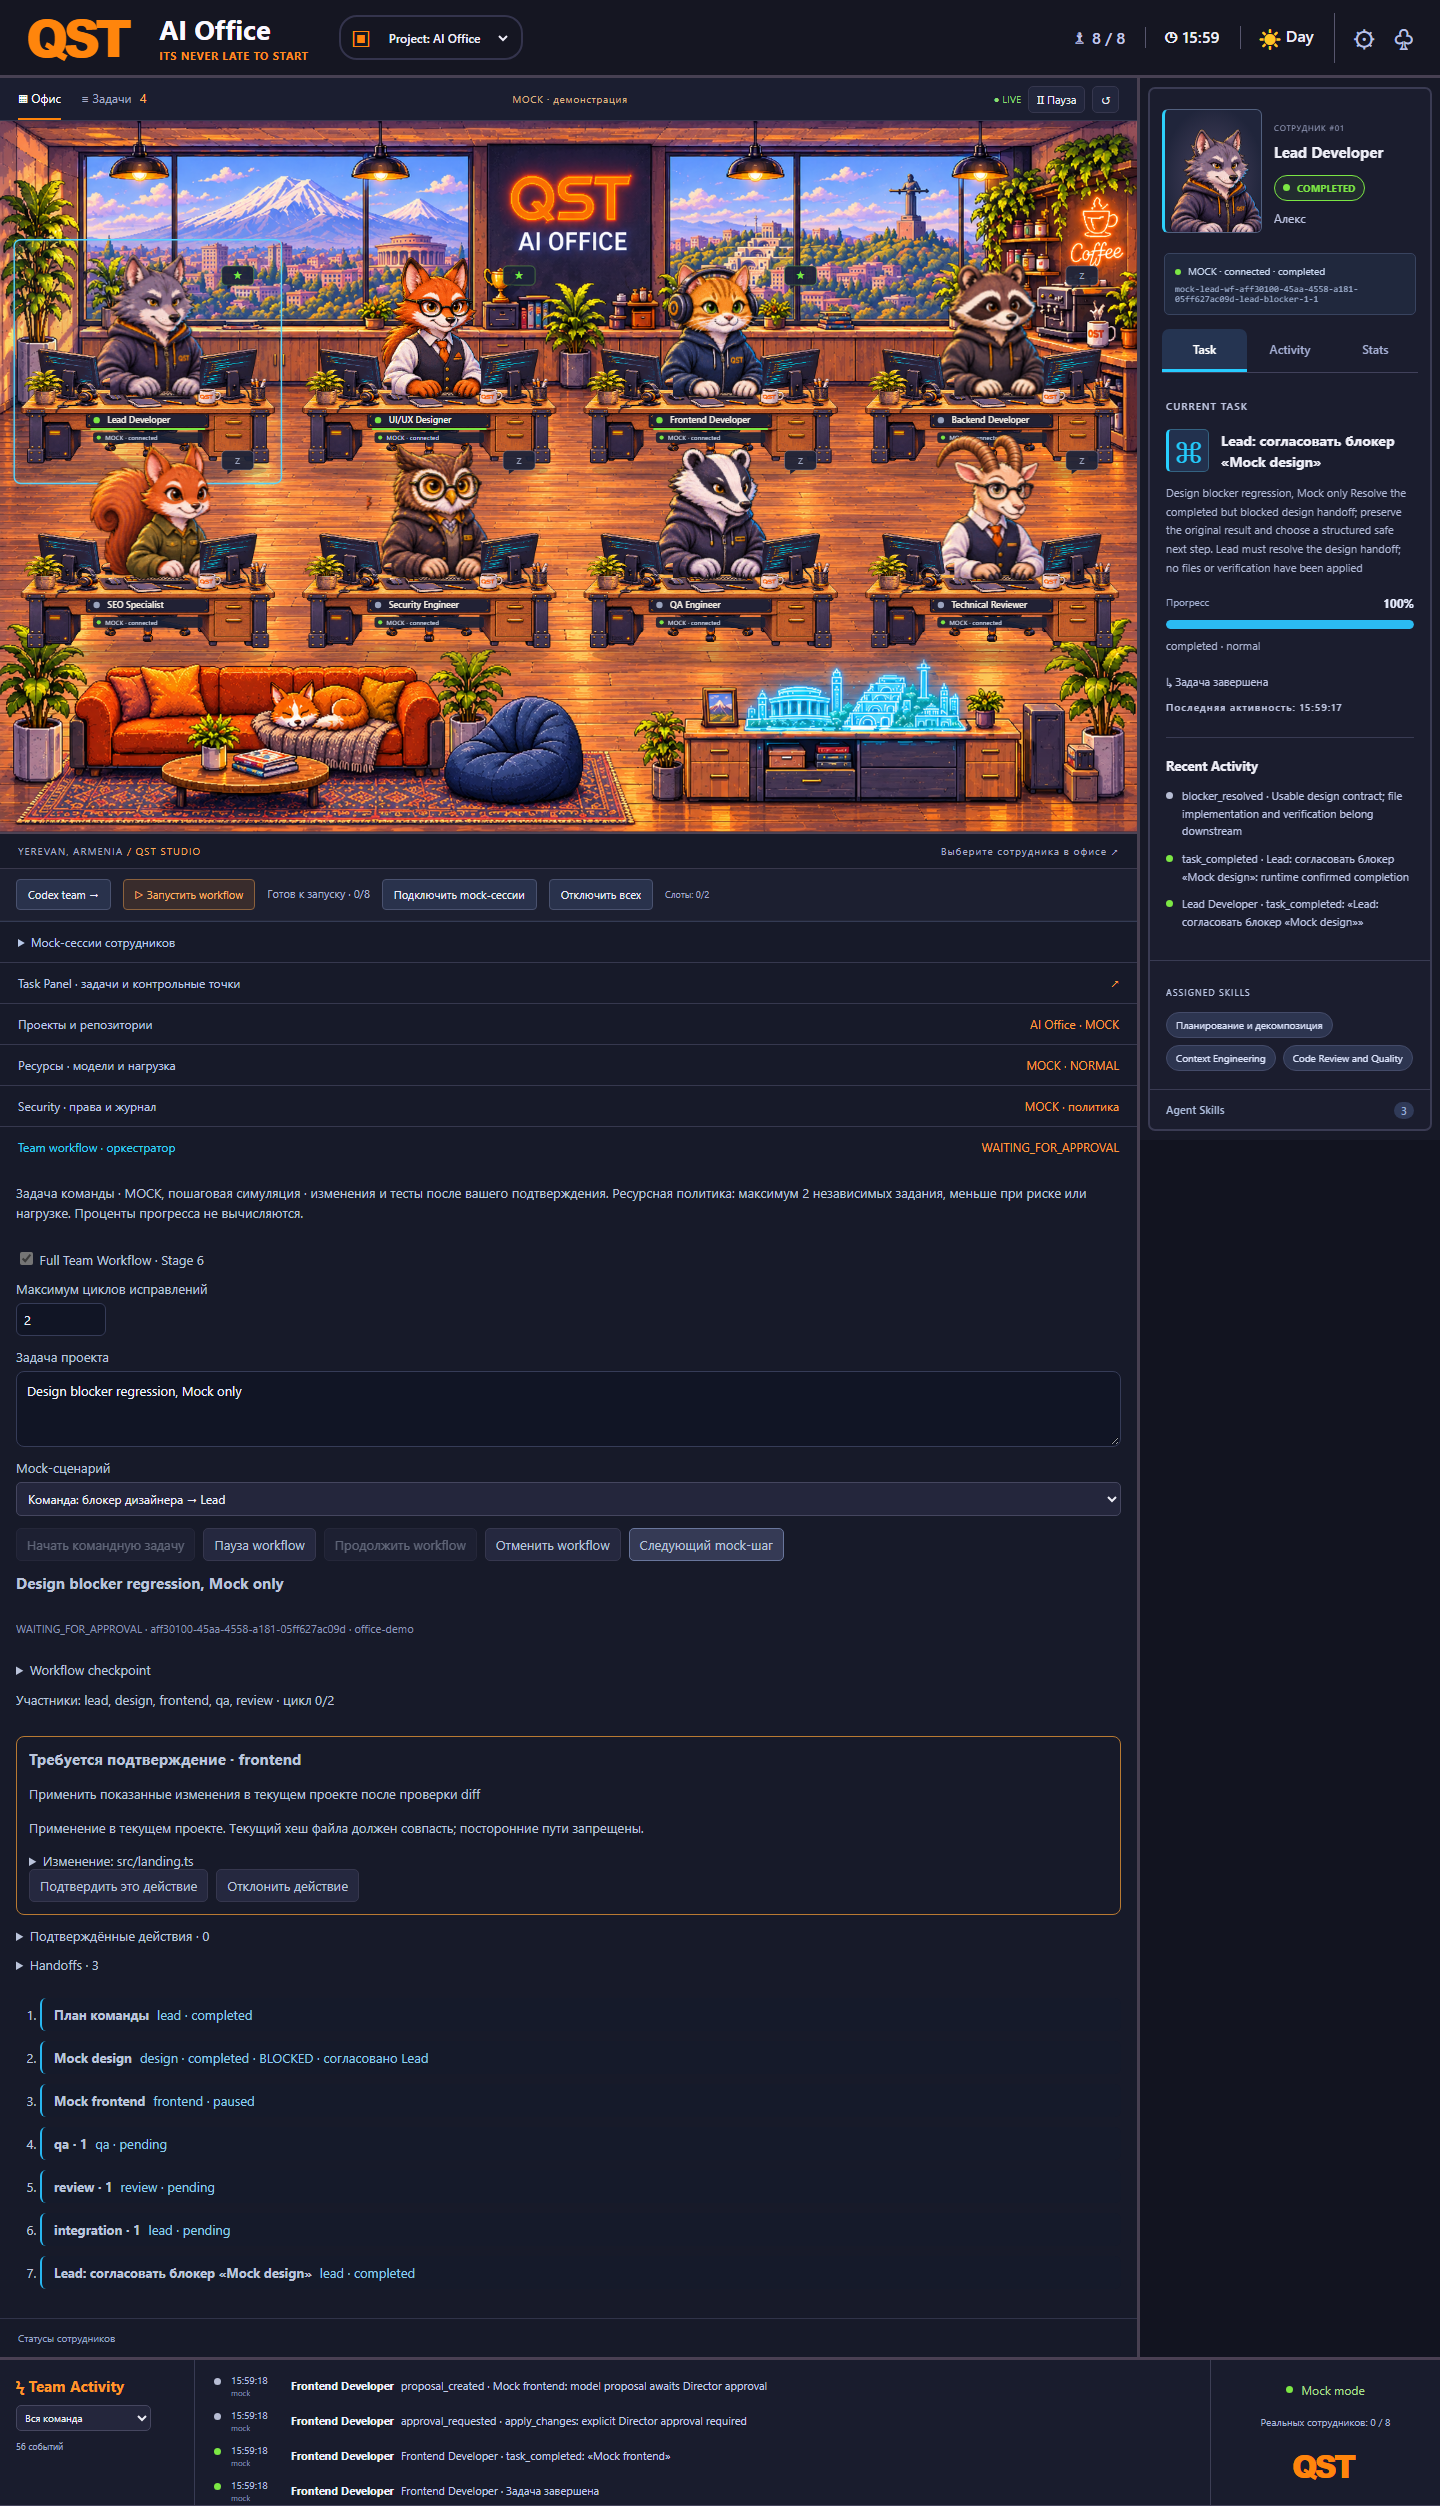 QST
AI Office
ITS NEVER LATE TO START
Project: AI Office
8 / 8
15:59
Day
Офис
Задачи 4
MOCK · демонстрация
LIVE
Пауза
QST
AI OFFICE
Coffee
z
QST
QST
QST
Lead Developer
MOCK · connected
UI/UX Designer
MOCK · connected
Frontend Developer
MOCK · connected
Backend Developer
z
z
z
z
SEO Specialist
MOCK · connected
Security Engineer
MOCK · connected
QA Engineer
MOCK · connected
Technical Reviewer
MOCK · connected
YEREVAN, ARMENIA / QST STUDIO
Выберите сотрудника в офисе ↗
Codex team →
▷ Запустить workflow
Готов к запуску · 0/8
Подключить mock-сессии
Отключить всех
Слоты: 0/2
▶ Mock-сессии сотрудников
Task Panel · задачи и контрольные точки ↗
Проекты и репозитории AI Office · MOCK
Ресурсы · модели и нагрузка MOCK · NORMAL
Security · права и журнал MOCK · политика
Team workflow · оркестратор WAITING_FOR_APPROVAL
Задача команды · MOCK, пошаговая симуляция · изменения и тесты после вашего подтверждения. Ресурсная политика: максимум 2 независимых задания, меньше при риске или
нагрузке. Проценты прогресса не вычисляются.
Full Team Workflow · Stage 6
Максимум циклов исправлений
2
Задача проекта
Design blocker regression, Mock only
Mock-сценарий
Команда: блокер дизайнера → Lead
Начать командную задачу
Пауза workflow
Продолжить workflow
Отменить workflow
Следующий mock-шаг
Design blocker regression, Mock only
WAITING_FOR_APPROVAL · aff30100-45aa-4558-a181-05ff627ac09d · office-demo
▶ Workflow checkpoint
Участники: lead, design, frontend, qa, review · цикл 0/2
Требуется подтверждение · frontend
Применить показанные изменения в текущем проекте после проверки diff
Применение в текущем проекте. Текущий хеш файла должен совпасть; посторонние пути запрещены.
▶ Изменение: src/landing.ts
Подтвердить это действие
Отклонить действие
▶ Подтверждённые действия · 0
▶ Handoffs · 3
1. План команды lead · completed
2. Mock design design · completed · BLOCKED · согласовано Lead
3. Mock frontend frontend · paused
4. qa · 1 qa · pending
5. review · 1 review · pending
6. integration · 1 lead · pending
7. Lead: согласовать блокер «Mock design» lead · completed
Статусы сотрудников
СОТРУДНИК #01
Lead Developer
COMPLETED
Алекс
MOCK · connected · completed
mock-lead-wf-aff30100-45aa-4558-a181-
05ff627ac09d-lead-blocker-1-1
Task
Activity
Stats
CURRENT TASK
Lead: согласовать блокер
«Mock design»
Design blocker regression, Mock only Resolve the
completed but blocked design handoff; preserve
the original result and choose a structured safe
next step. Lead must resolve the design handoff;
no files or verification have been applied
Прогресс 100%
completed · normal
↳ Задача завершена
Последняя активность: 15:59:17
Recent Activity
blocker_resolved · Usable design contract; file
implementation and verification belong
downstream
task_completed · Lead: согласовать блокер
«Mock design»: runtime confirmed completion
Lead Developer · task_completed: «Lead:
согласовать блокер «Mock design»»
ASSIGNED SKILLS
Планирование и декомпозиция
Context Engineering
Code Review and Quality
Agent Skills 3
Team Activity
Вся команда
56 событий
15:59:18 Frontend Developer proposal_created · Mock frontend: model proposal awaits Director approval
mock
15:59:18 Frontend Developer approval_requested · apply_changes: explicit Director approval required
mock
15:59:18 Frontend Developer Frontend Developer · task_completed: «Mock frontend»
mock
15:59:18 Frontend Developer Frontend Developer · Задача завершена
mock
Mock mode
Реальных сотрудников: 0 / 8
QST